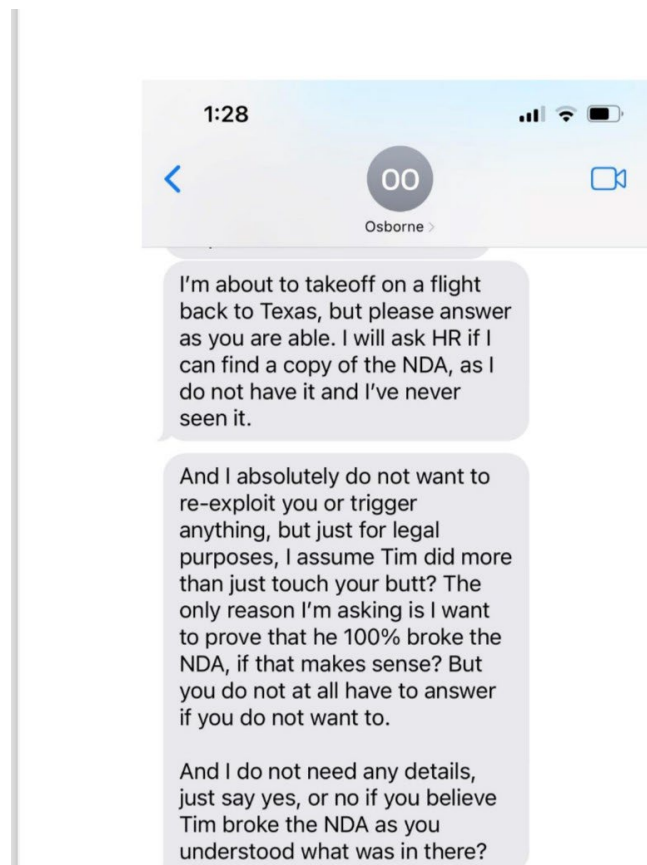 1:28
OO
Osborne
I'm about to takeoff on a flight
back to Texas, but please answer
as you are able. I will ask HR if I
can find a copy of the NDA, as I
do not have it and I've never
seen it.
And I absolutely do not want to
re-exploit you or trigger
anything, but just for legal
purposes, I assume Tim did more
than just touch your butt? The
only reason I'm asking is I want
to prove that he 100% broke the
NDA, if that makes sense? But
you do not at all have to answer
if you do not want to.
And I do not need any details,
just say yes, or no if you believe
Tim broke the NDA as you
understood what was in there?